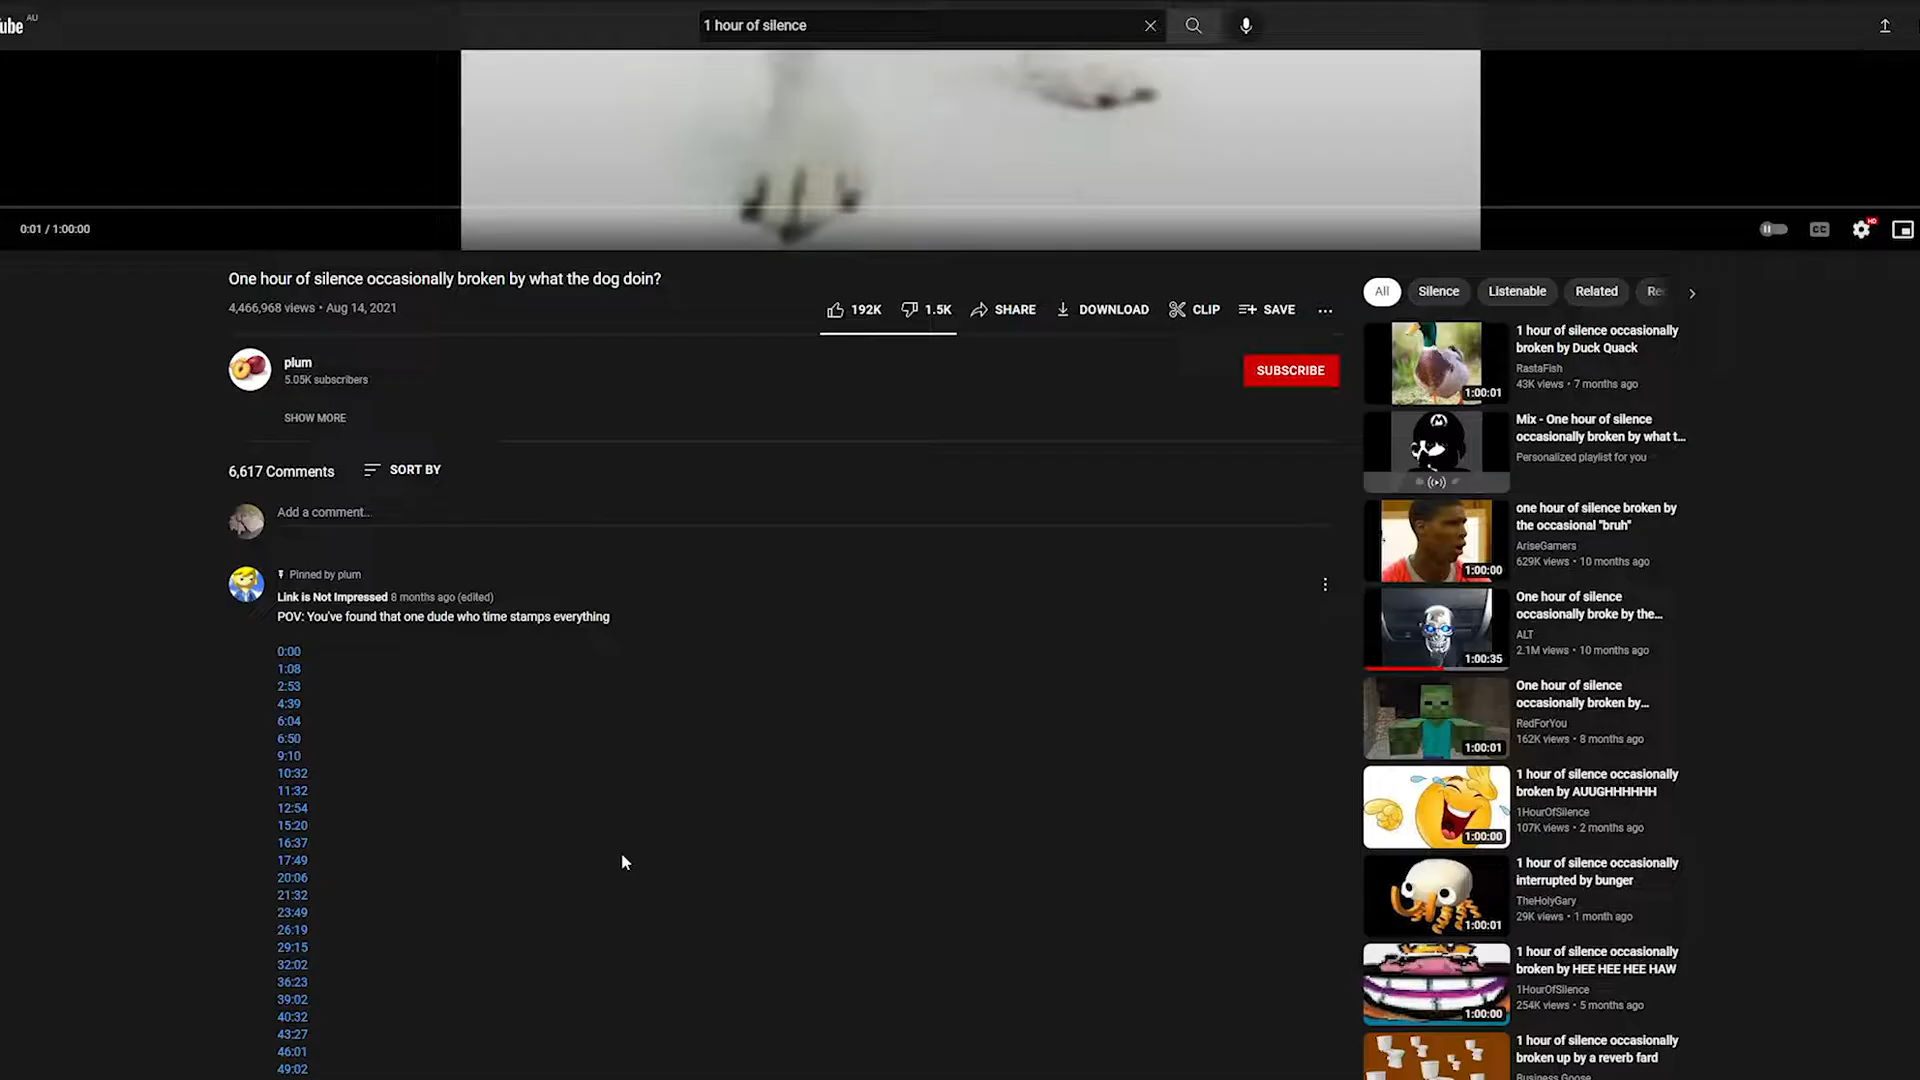 ube AU
1 hour of silence
0:01 / 1:00:00
CC
HD
One hour of silence occasionally broken by what the dog doin?
4,466,968 views • Aug 14, 2021
192K
1.5K
SHARE
DOWNLOAD
CLIP
SAVE
plum
5.05K subscribers
SUBSCRIBE
SHOW MORE
6,617 Comments
SORT BY
Add a comment...
Pinned by plum
Link is Not Impressed 8 months ago (edited)
POV: You've found that one dude who time stamps everything
0:00
1:08
2:53
4:39
6:04
6:50
9:10
10:32
11:32
12:54
15:20
16:37
17:49
20:06
21:32
23:49
26:19
29:15
32:02
36:23
39:02
40:32
43:27
46:01
49:02
All
Silence
Listenable
Related
Rec
1:00:01
1 hour of silence occasionally
broken by Duck Quack
RastaFish
43K views • 7 months ago
M
Mix - One hour of silence
occasionally broken by what t...
Personalized playlist for you
1:00:00
one hour of silence broken by
the occasional "bruh"
AriseGamers
629K views • 10 months ago
1:00:35
One hour of silence
occasionally broke by the...
ALT
2.1M views • 10 months ago
1:00:01
One hour of silence
occasionally broken by...
RedForYou
162K views • 8 months ago
1:00:00
1 hour of silence occasionally
broken by AUUGHHHHHH
1HourOfSilence
107K views • 2 months ago
1:00:01
1 hour of silence occasionally
interrupted by bunger
TheHolyGary
29K views • 1 month ago
1:00:00
1 hour of silence occasionally
broken by HEE HEE HEE HAW
1HourOfSilence
254K views • 5 months ago
1 hour of silence occasionally
broken up by a reverb fard
Business Goose